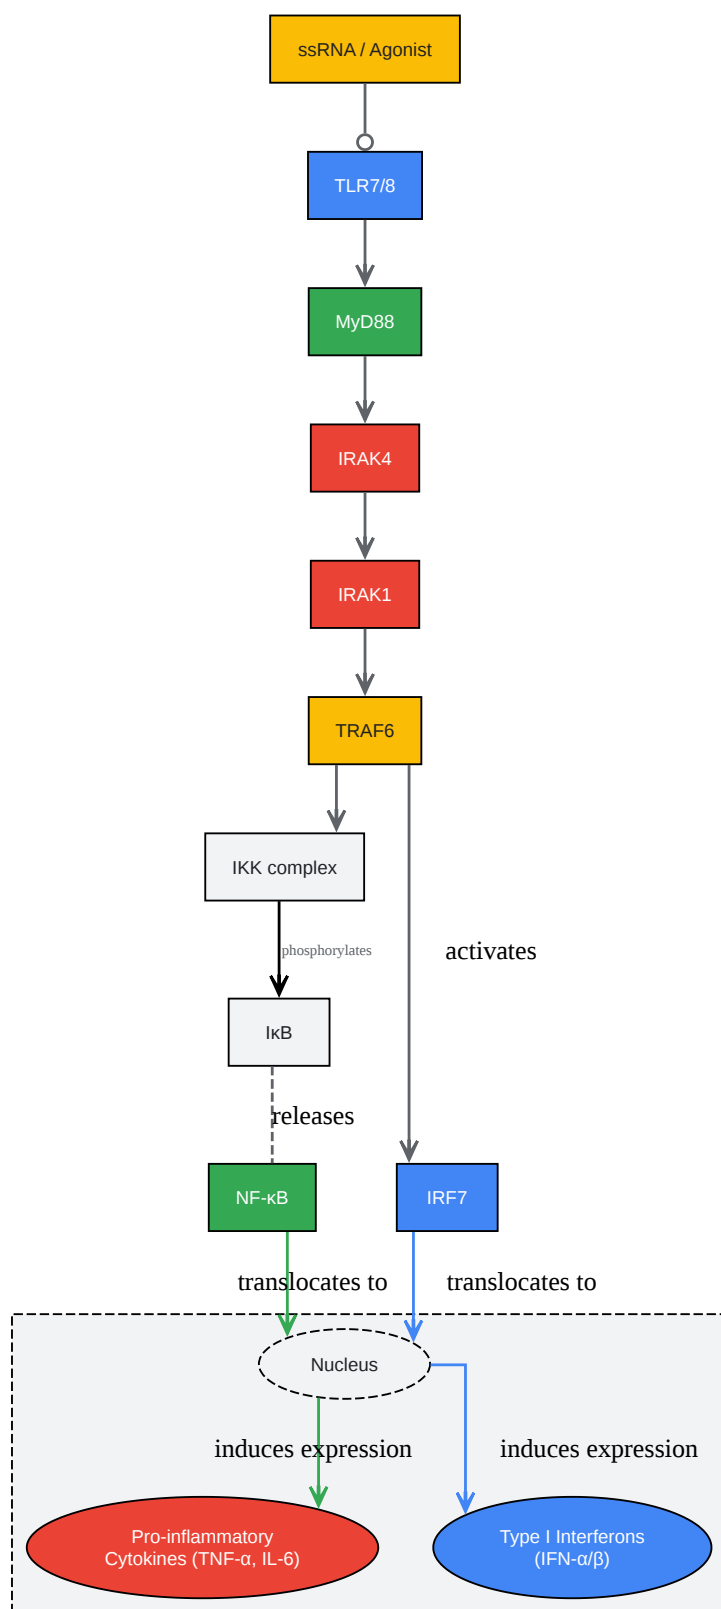 ssRNA / Agonist
TLR7/8
MyD88
IRAK4
IRAK1
TRAF6
IKK complex
phosphorylates
activates
IκB
releases
NF-κB
IRF7
translocates to
translocates to
Nucleus
induces expression
induces expression
Pro-inflammatory
Cytokines (TNF-α, IL-6)
Type I Interferons
(IFN-α/β)